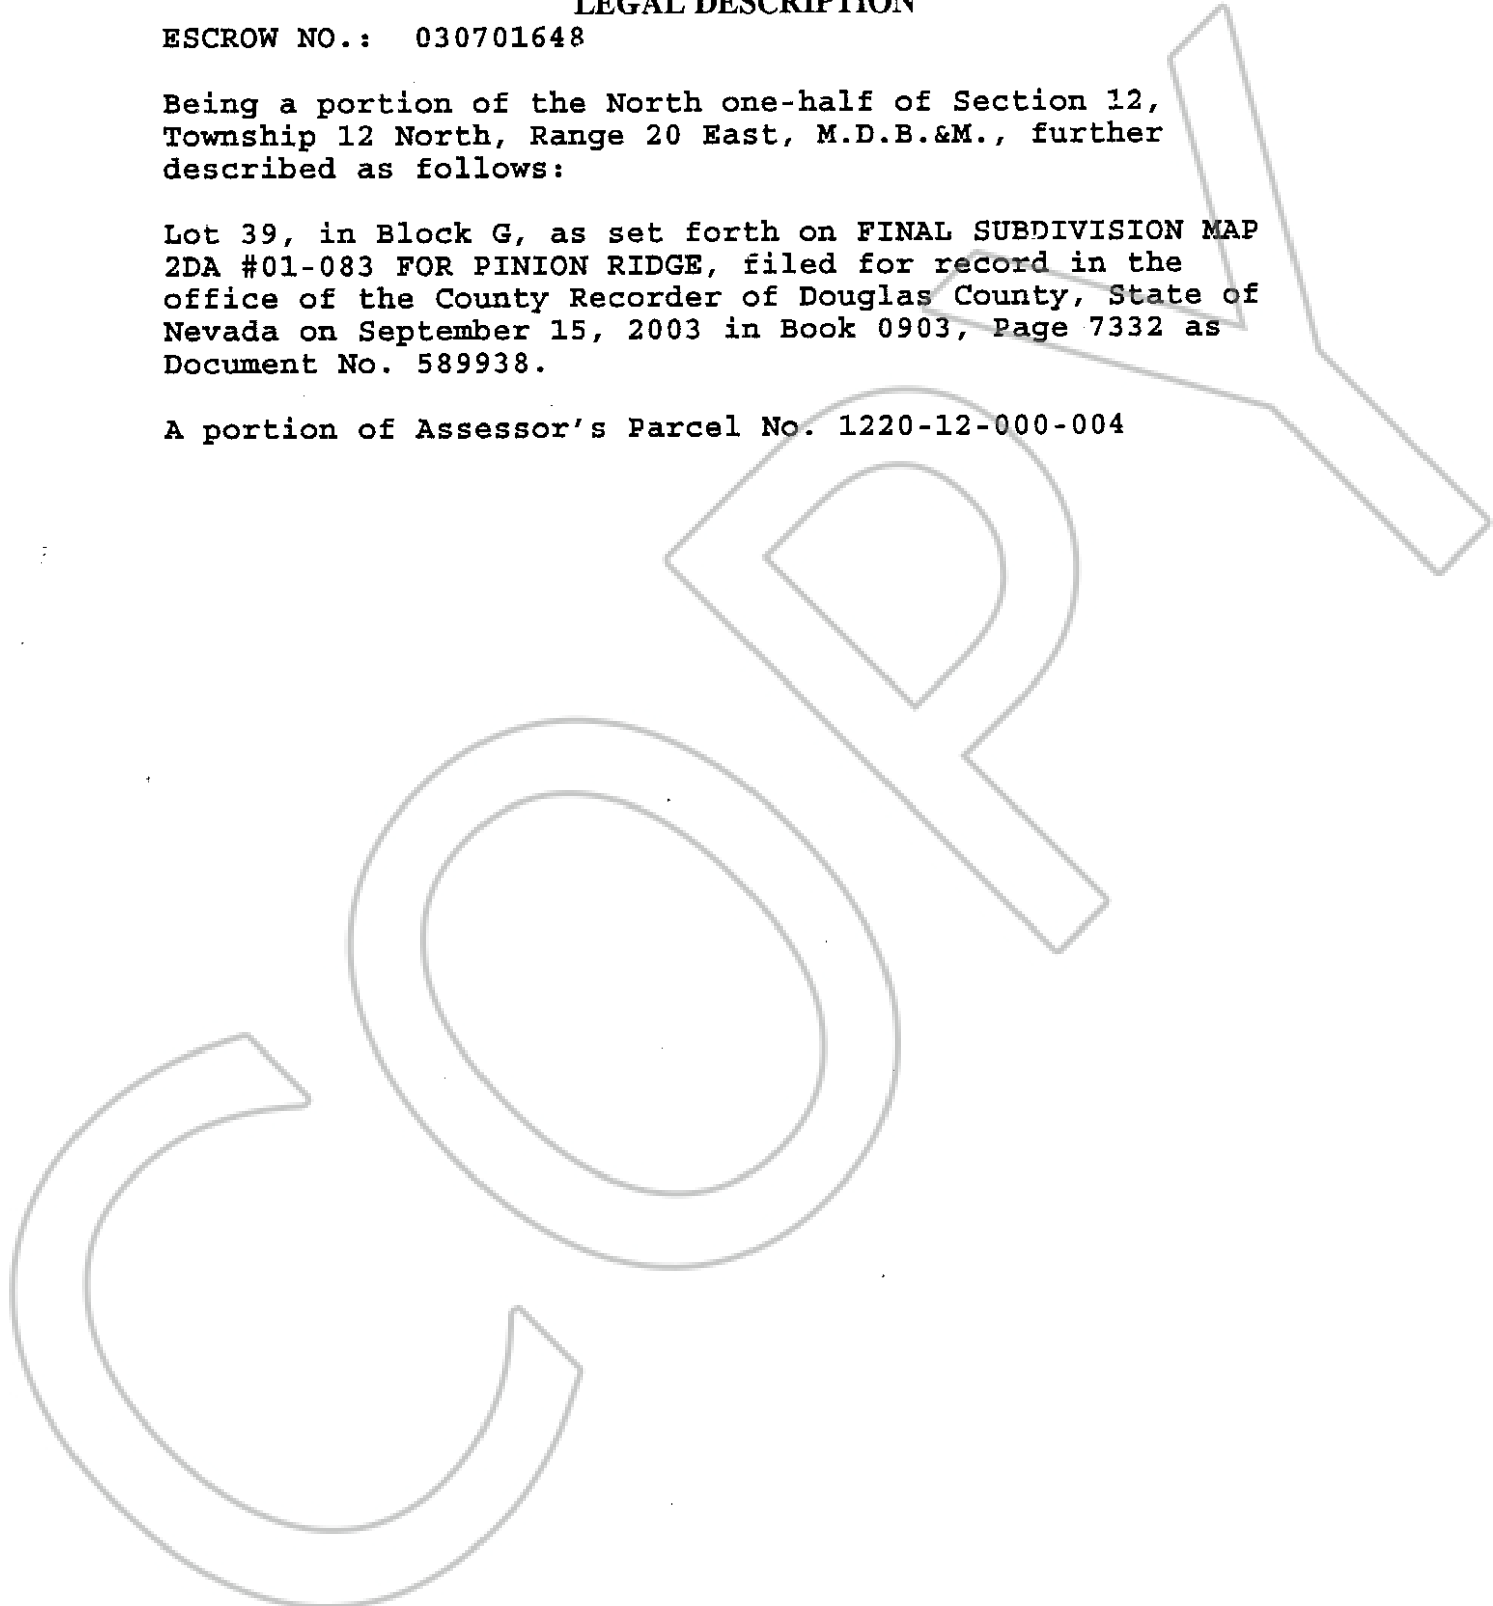 LEGAL DESCRIPTION
ESCROW NO.: 030701648
Being a portion of the North one-half of Section 12,
Township 12 North, Range 20 East, M.D.B.&M., further
described as follows:
Lot 39, in Block G, as set forth on FINAL SUBDIVISION MAP
2DA #01-083 FOR PINION RIDGE, filed for record in the
office of the County Recorder of Douglas County, State of
Nevada on September 15, 2003 in Book 0903, Page 7332 as
Document No. 589938.
A portion of Assessor's Parcel No. 1220-12-000-004
COPY